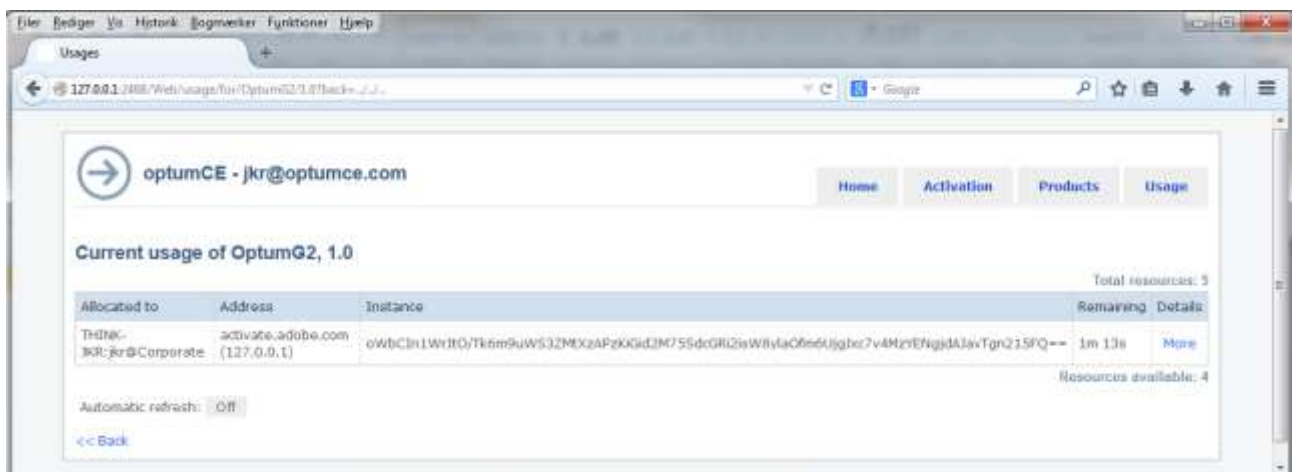 Filer Rediger Vis Historik Bogmærker Funktioner Hjælp
Usages +
127.0.0.1 Google
optumCE - jkr@optumce.com
Home Activation Products Usage
Current usage of OptumG2, 1.0
Total resources: 5
Allocated to Address Instance Remaining Details
THINK- activate.adobe.com
JKR:jkr@Corporate (127.0.0.1) 1m 13s More
Resources available: 4
Automatic refresh: Off
<< Back